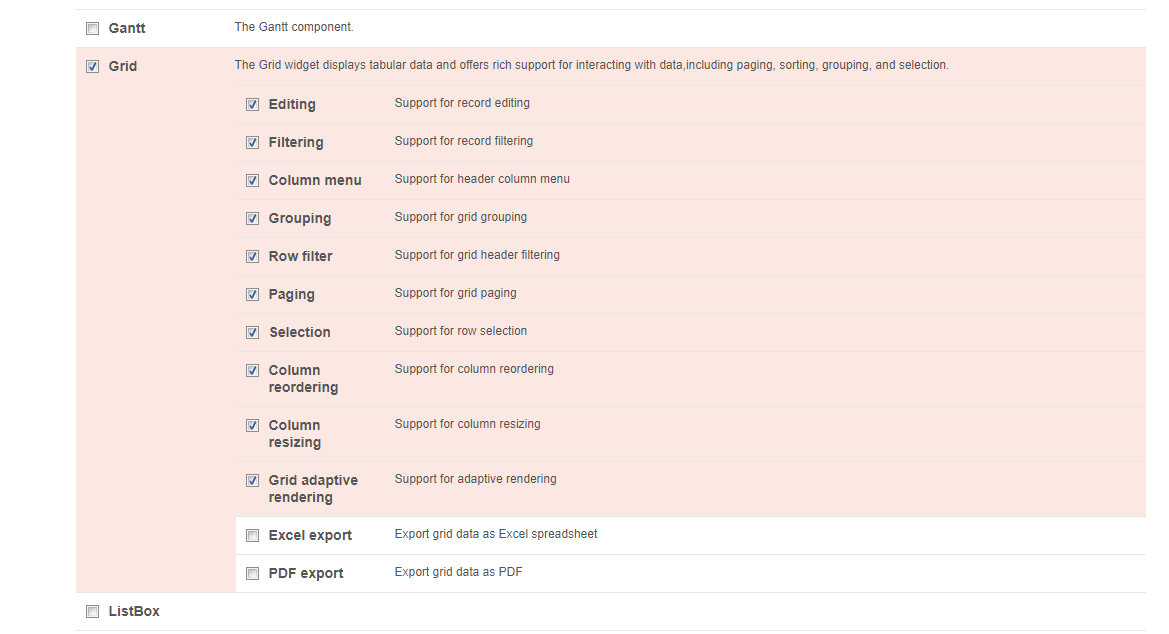 Gantt The Gantt component.
Grid The Grid widget displays tabular data and offers rich support for interacting with data,including paging, sorting, grouping, and selection.
Editing Support for record editing
Filtering Support for record filtering
Column menu Support for header column menu
Grouping Support for grid grouping
Row filter Support for grid header filtering
Paging Support for grid paging
Selection Support for row selection
Column Support for column reordering
reordering
Column Support for column resizing
resizing
Grid adaptive Support for adaptive rendering
rendering
Excel export Export grid data as Excel spreadsheet
PDF export Export grid data as PDF
ListBox